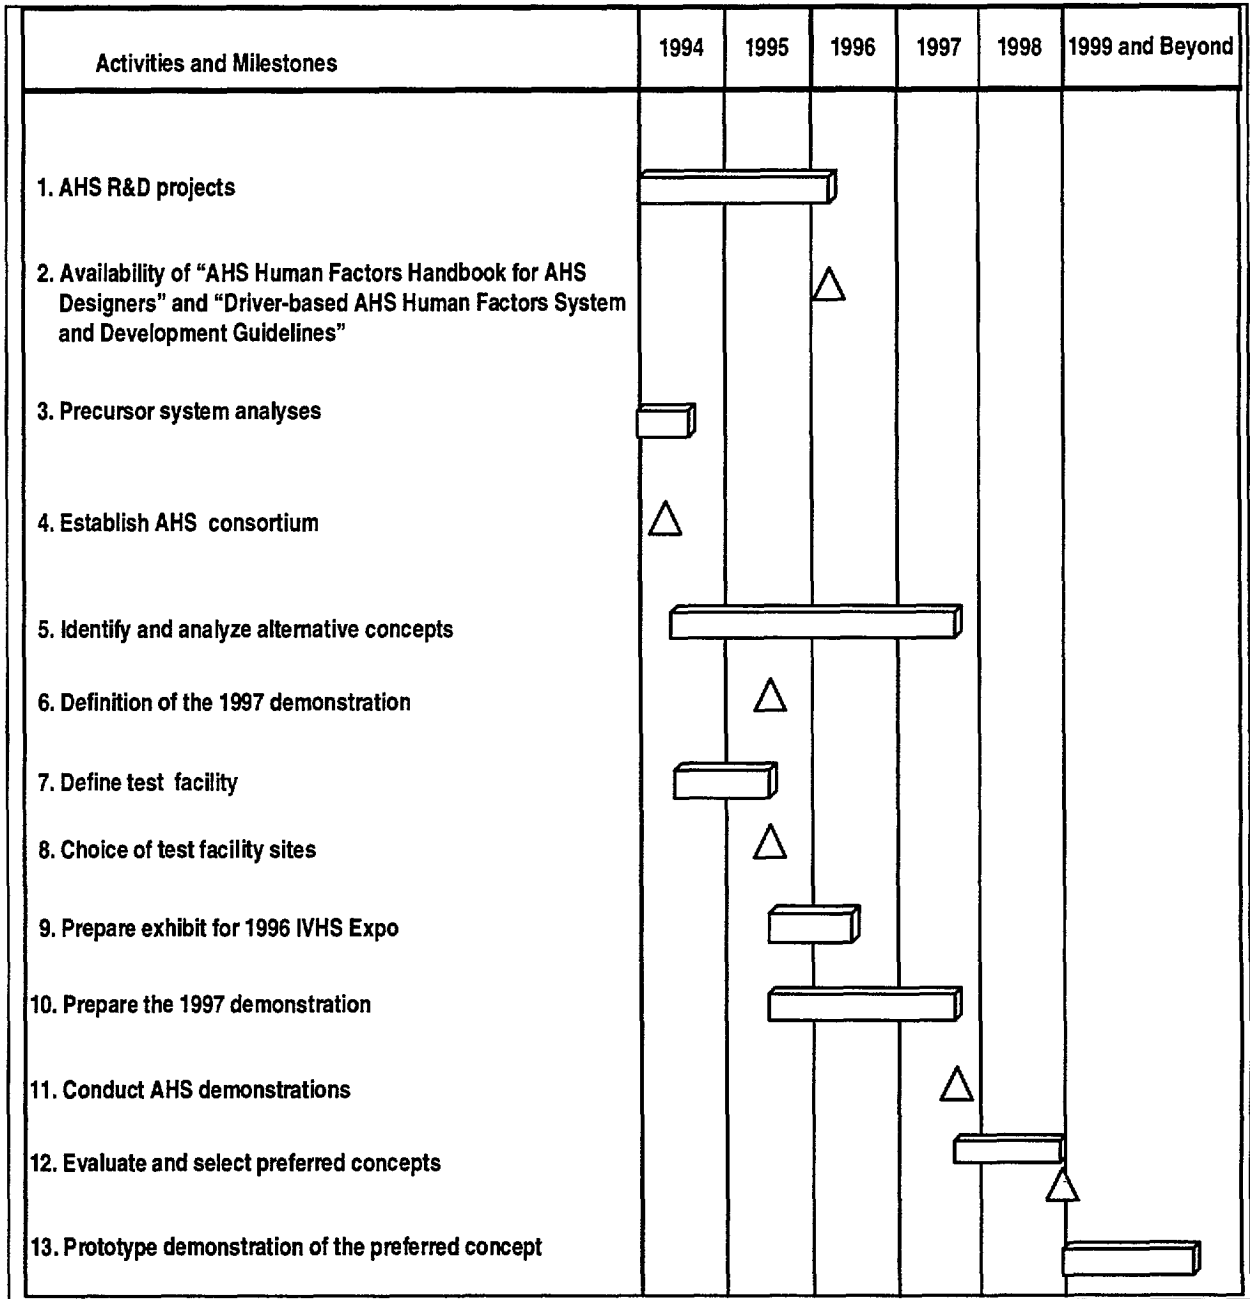 Activities and Milestones
1994
1995
1996
1997
1998
1999 and Beyond
1. AHS R&D projects
2. Availability of “AHS Human Factors Handbook for AHS
Designers” and “Driver-based AHS Human Factors System
and Development Guidelines”
3. Precursor system analyses
4. Establish AHS consortium
5. Identify and analyze alternative concepts
6. Definition of the 1997 demonstration
7. Define test facility
8. Choice of test facility sites
9. Prepare exhibit for 1996 IVHS Expo
10. Prepare the 1997 demonstration
11. Conduct AHS demonstrations
12. Evaluate and select preferred concepts
13. Prototype demonstration of the preferred concept